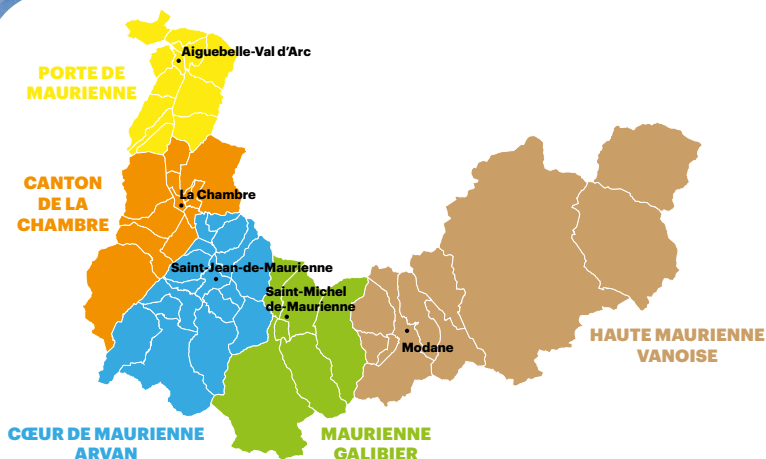 Aiguebelle-Val d'Arc
PORTE DE
MAURIENNE
CANTON
DE LA
CHAMBRE
La Chambre
Saint-Jean-de-Maurienne
Saint-Michel
de-Maurienne
Modane
HAUTE MAURIENNE
VANOISE
CŒUR DE MAURIENNE
ARVAN
MAURIENNE
GALIBIER